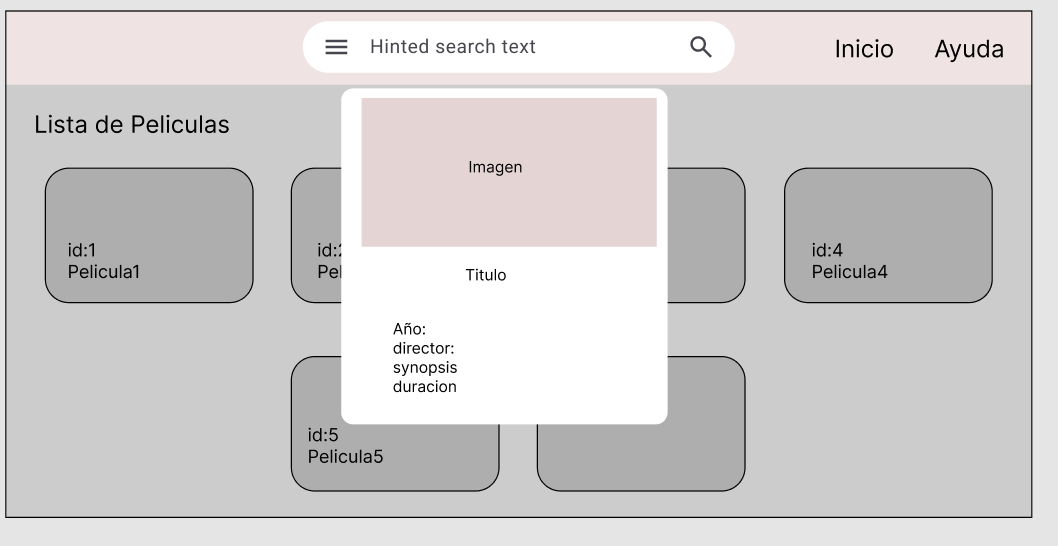 Hinted search text
Inicio
Ayuda
Lista de Peliculas
Imagen
id:1
Pelicula1
id:2
Pel
id:4
Pelicula4
Titulo
Año:
director:
synopsis
duracion
id:5
Pelicula5